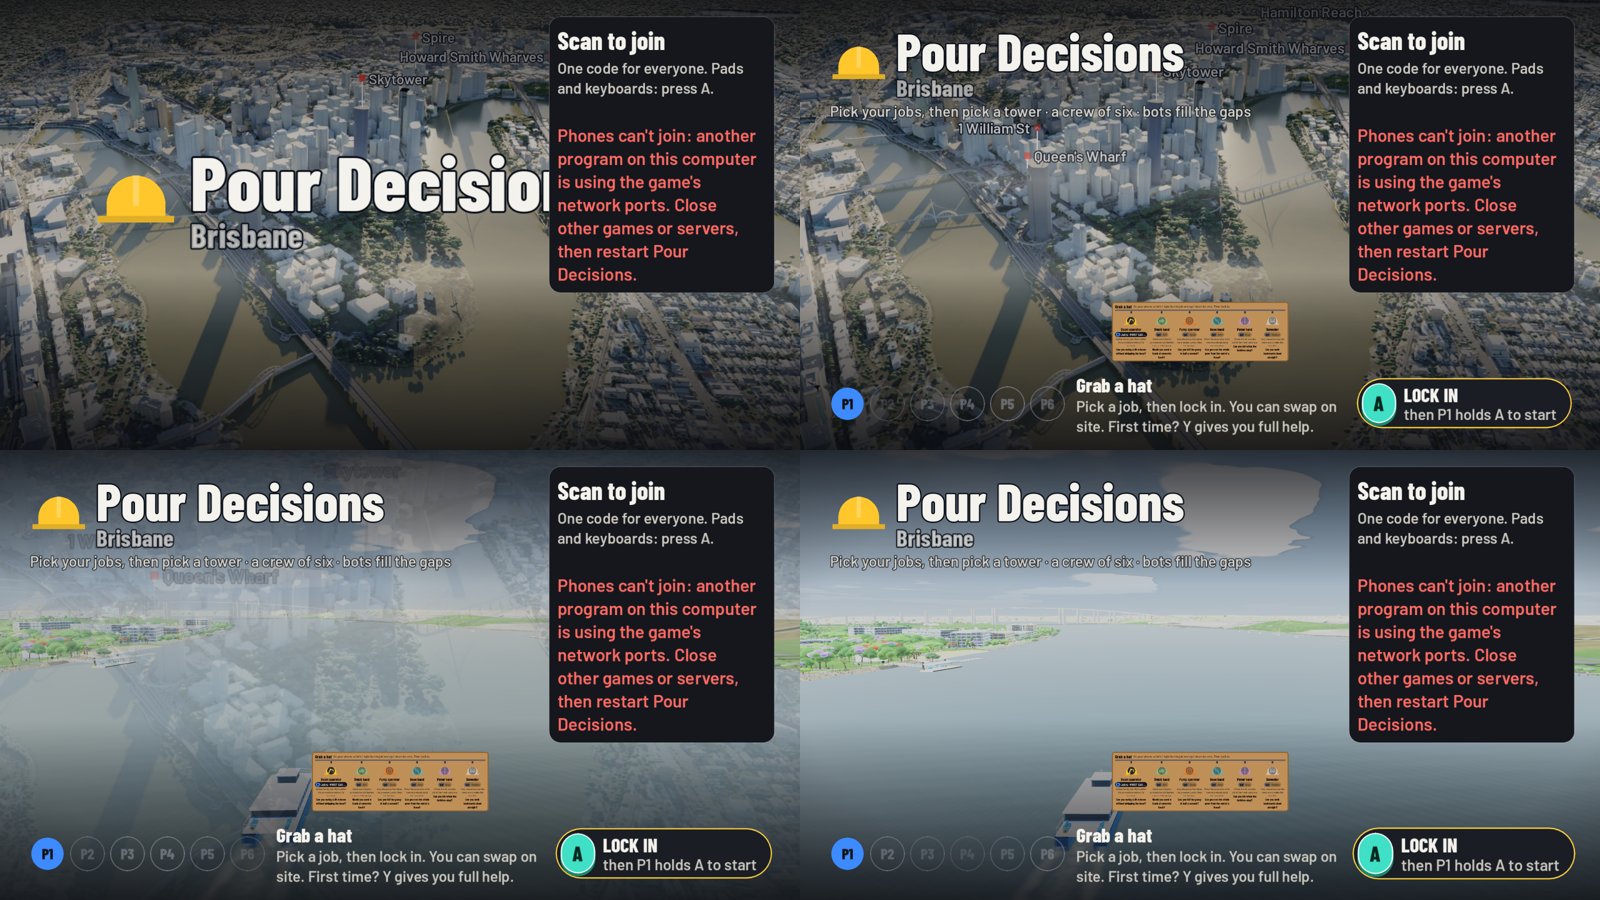 Spire
Howard Smith Wharves
Skytower
Pour Decisio
Brisbane
Scan to join
One code for everyone. Pads
and keyboards: press A.
Phones can't join: another
program on this computer
is using the game's
network ports. Close
other games or servers,
then restart Pour
Decisions.
Hamilton Reach
Spire
Howard Smith Wharves
Skytower
Pour Decisions
Brisbane
Pick your jobs, then pick a tower · a crew of six · bots fill the gaps
1 William St
Queen's Wharf
Scan to join
One code for everyone. Pads
and keyboards: press A.
Phones can't join: another
program on this computer
is using the game's
network ports. Close
other games or servers,
then restart Pour
Decisions.
Grab a hat
P1 P2 P3 P4 P5 P6
Grab a hat
Pick a job, then lock in. You can swap on
site. First time? Y gives you full help.
A
LOCK IN
then P1 holds A to start
Pour Decisions
Brisbane
Pick your jobs, then pick a tower · a crew of six · bots fill the gaps
Queen's Wharf
Scan to join
One code for everyone. Pads
and keyboards: press A.
Phones can't join: another
program on this computer
is using the game's
network ports. Close
other games or servers,
then restart Pour
Decisions.
Grab a hat
P1 P2 P3 P4 P5 P6
Grab a hat
Pick a job, then lock in. You can swap on
site. First time? Y gives you full help.
A
LOCK IN
then P1 holds A to start
Pour Decisions
Brisbane
Pick your jobs, then pick a tower · a crew of six · bots fill the gaps
Scan to join
One code for everyone. Pads
and keyboards: press A.
Phones can't join: another
program on this computer
is using the game's
network ports. Close
other games or servers,
then restart Pour
Decisions.
Grab a hat
P1 P2 P3 P4 P5 P6
Grab a hat
Pick a job, then lock in. You can swap on
site. First time? Y gives you full help.
A
LOCK IN
then P1 holds A to start